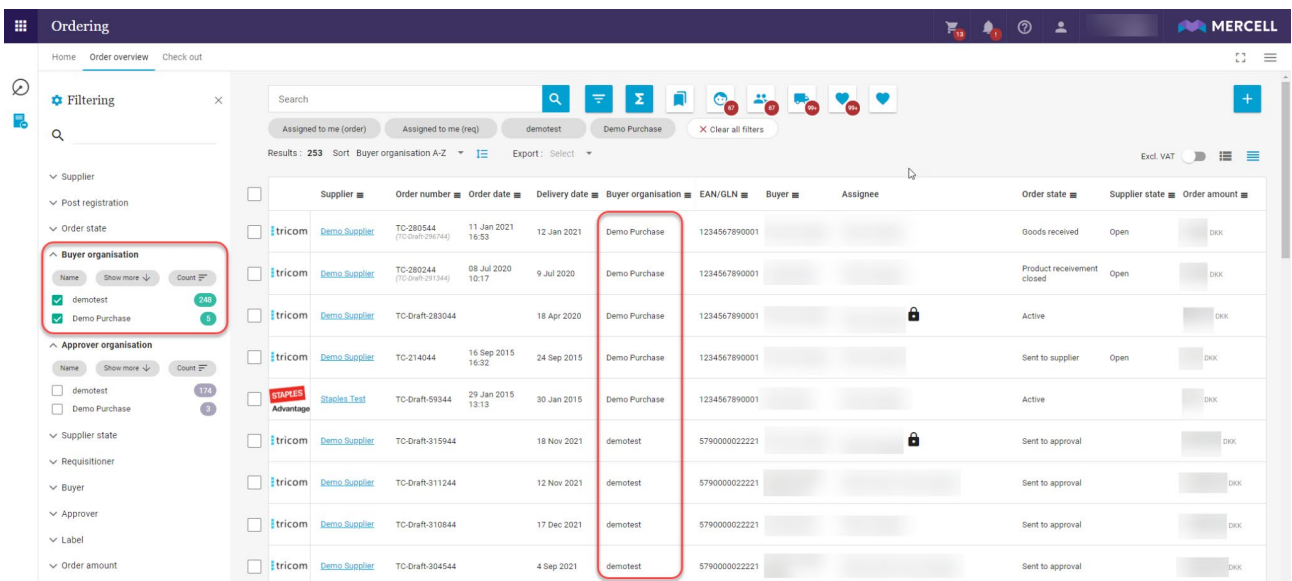 Ordering
13
!
MERCELL
Home Order overview Check out
Filtering
Supplier
Post registration
Order state
Buyer organisation
Name Show more Count
demotest 248
Demo Purchase 5
Approver organisation
Name Show more Count
demotest 174
Demo Purchase 3
Supplier state
Requisitioner
Buyer
Approver
Label
Order amount
Search
67 67 99+ 99+
Assigned to me (order) Assigned to me (req) demotest Demo Purchase X Clear all filters
Results : 253 Sort Buyer organisation A-Z Export : Select
Excl. VAT
Supplier Order number Order date Delivery date Buyer organisation EAN/GLN Buyer Assignee Order state Supplier state Order amount
tricom Demo Supplier TC-280544 (TC-Draft-296744) 11 Jan 2021 16:53 12 Jan 2021 Demo Purchase 1234567890001 Goods received Open DKK
tricom Demo Supplier TC-280244 (TC-Draft-291344) 08 Jul 2020 10:17 9 Jul 2020 Demo Purchase 1234567890001 Product receivement closed Open DKK
tricom Demo Supplier TC-Draft-283044 18 Apr 2020 Demo Purchase 1234567890001 Active DKK
tricom Demo Supplier TC-214044 16 Sep 2015 16:32 24 Sep 2015 Demo Purchase 1234567890001 Sent to supplier Open DKK
STAPLES Advantage Staples Test TC-Draft-59344 29 Jan 2015 13:13 30 Jan 2015 Demo Purchase 1234567890001 Active DKK
tricom Demo Supplier TC-Draft-315944 18 Nov 2021 demotest 5790000022221 Sent to approval DKK
tricom Demo Supplier TC-Draft-311244 12 Nov 2021 demotest 5790000022221 Sent to approval DKK
tricom Demo Supplier TC-Draft-310844 17 Dec 2021 demotest 5790000022221 Sent to approval DKK
tricom Demo Supplier TC-Draft-304544 4 Sep 2021 demotest 5790000022221 Sent to approval DKK